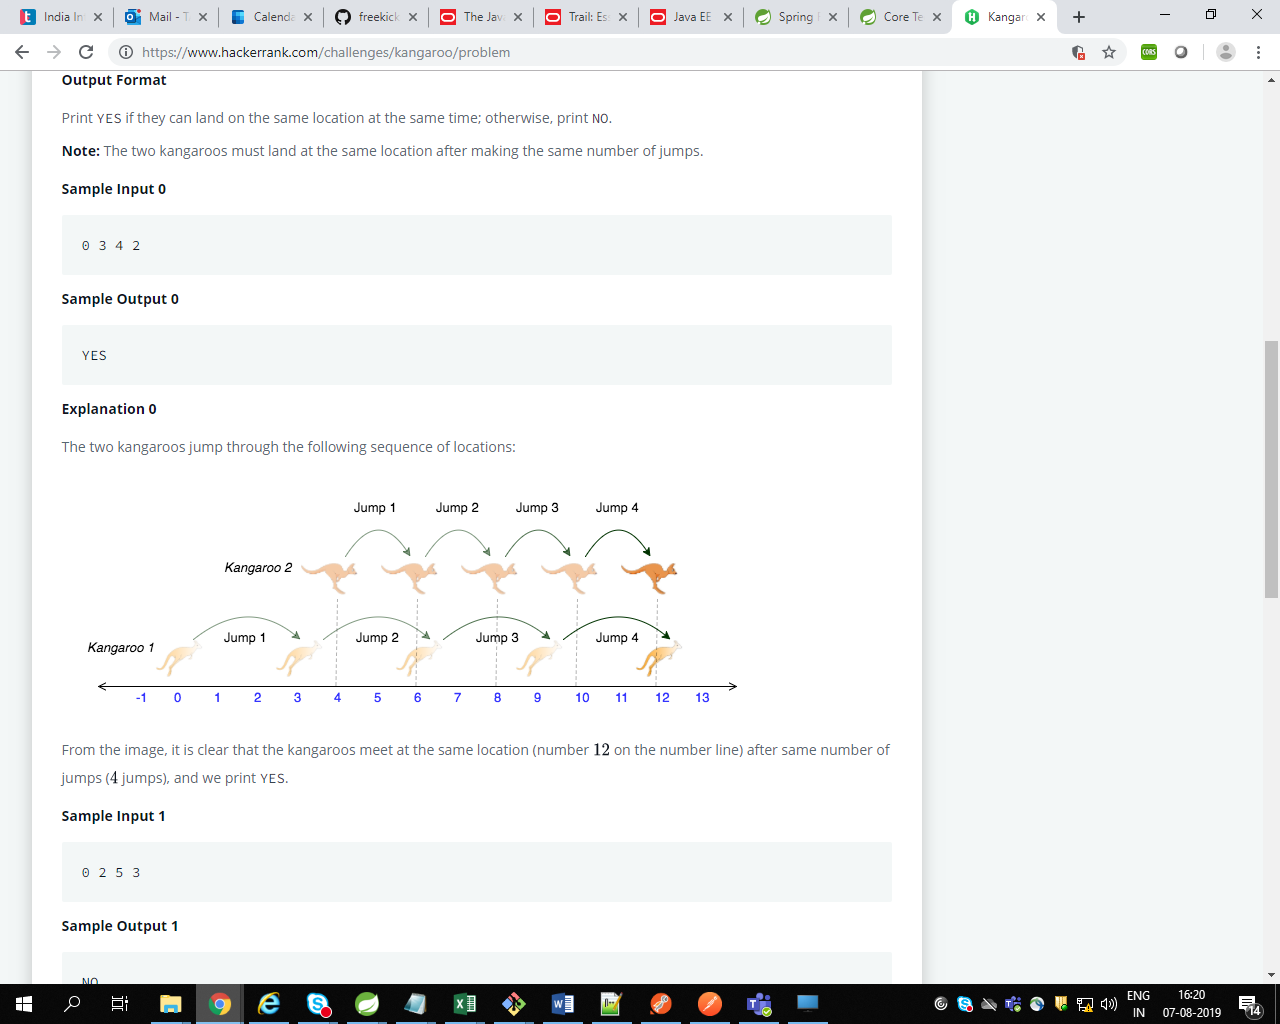 India In
Mail - T
Calenda
freekick
The Jav
Trail: Es
Java EE
Spring
Core Te
Kangar
https://www.hackerrank.com/challenges/kangaroo/problem
CORS
Output Format
Print YES if they can land on the same location at the same time; otherwise, print NO.
Note: The two kangaroos must land at the same location after making the same number of jumps.
Sample Input 0
0 3 4 2
Sample Output 0
YES
Explanation 0
The two kangaroos jump through the following sequence of locations:
Jump 1 Jump 2 Jump 3 Jump 4
Kangaroo 2
Kangaroo 1 Jump 1 Jump 2 Jump 3 Jump 4
-1 0 1 2 3 4 5 6 7 8 9 10 11 12 13
From the image, it is clear that the kangaroos meet at the same location (number 12 on the number line) after same number of
jumps (4 jumps), and we print YES.
Sample Input 1
0 2 5 3
Sample Output 1
NO
ENG
IN
16:20
07-08-2019
14